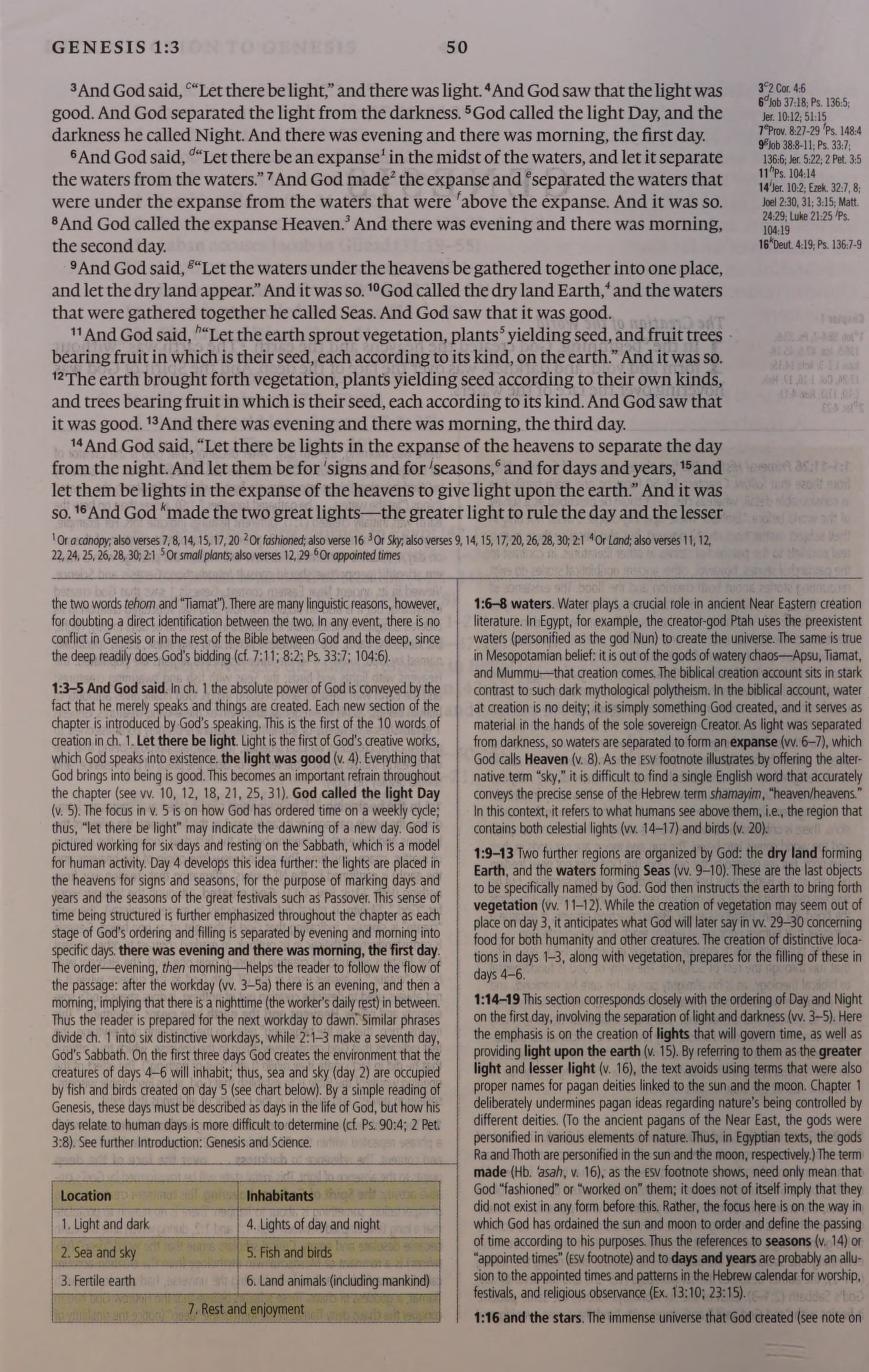 GENESIS 1:3
50
3And God said, c“Let there be light,” and there was light. 4And God saw that the light was
good. And God separated the light from the darkness. 5God called the light Day, and the
darkness he called Night. And there was evening and there was morning, the first day.
6And God said, d“Let there be an expanse1 in the midst of the waters, and let it separate
the waters from the waters.” 7And God made2 the expanse and eseparated the waters that
were under the expanse from the waters that were fabove the expanse. And it was so.
8And God called the expanse Heaven.3 And there was evening and there was morning,
the second day.
9And God said, g“Let the waters under the heavens be gathered together into one place,
and let the dry land appear.” And it was so. 10God called the dry land Earth,4 and the waters
that were gathered together he called Seas. And God saw that it was good.
11And God said, h“Let the earth sprout vegetation, plants5 yielding seed, and fruit trees
bearing fruit in which is their seed, each according to its kind, on the earth.” And it was so.
12The earth brought forth vegetation, plants yielding seed according to their own kinds,
and trees bearing fruit in which is their seed, each according to its kind. And God saw that
it was good. 13And there was evening and there was morning, the third day.
14And God said, “Let there be lights in the expanse of the heavens to separate the day
from the night. And let them be for isigns and for jseasons,6 and for days and years, 15and
let them be lights in the expanse of the heavens to give light upon the earth.” And it was
so. 16And God kmade the two great lights—the greater light to rule the day and the lesser
3c2 Cor. 4:6
6dJob 37:18; Ps. 136:5;
Jer. 10:12; 51:15
7eProv. 8:27-29 fPs. 148:4
9gJob 38:8-11; Ps. 33:7;
136:6; Jer. 5:22; 2 Pet. 3:5
11hPs. 104:14
14iJer. 10:2; Ezek. 32:7, 8;
Joel 2:30, 31; 3:15; Matt.
24:29; Luke 21:25 jPs.
104:19
16kDeut. 4:19; Ps. 136:7-9
1Or a canopy; also verses 7, 8, 14, 15, 17, 20 2Or fashioned; also verse 16 3Or Sky; also verses 9, 14, 15, 17, 20, 26, 28, 30; 2:1 4Or Land; also verses 11, 12,
22, 24, 25, 26, 28, 30; 2:1 5Or small plants; also verses 12, 29 6Or appointed times
the two words tehom and “Tiamat”). There are many linguistic reasons, however,
for doubting a direct identification between the two. In any event, there is no
conflict in Genesis or in the rest of the Bible between God and the deep, since
the deep readily does God’s bidding (cf. 7:11; 8:2; Ps. 33:7; 104:6).
1:3–5 And God said. In ch. 1 the absolute power of God is conveyed by the
fact that he merely speaks and things are created. Each new section of the
chapter is introduced by God’s speaking. This is the first of the 10 words of
creation in ch. 1. Let there be light. Light is the first of God’s creative works,
which God speaks into existence. the light was good (v. 4). Everything that
God brings into being is good. This becomes an important refrain throughout
the chapter (see vv. 10, 12, 18, 21, 25, 31). God called the light Day
(v. 5). The focus in v. 5 is on how God has ordered time on a weekly cycle;
thus, “let there be light” may indicate the dawning of a new day. God is
pictured working for six days and resting on the Sabbath, which is a model
for human activity. Day 4 develops this idea further: the lights are placed in
the heavens for signs and seasons, for the purpose of marking days and
years and the seasons of the great festivals such as Passover. This sense of
time being structured is further emphasized throughout the chapter as each
stage of God’s ordering and filling is separated by evening and morning into
specific days. there was evening and there was morning, the first day.
The order—evening, then morning—helps the reader to follow the flow of
the passage: after the workday (vv. 3–5a) there is an evening, and then a
morning, implying that there is a nighttime (the worker’s daily rest) in between.
Thus the reader is prepared for the next workday to dawn. Similar phrases
divide ch. 1 into six distinctive workdays, while 2:1–3 make a seventh day,
God’s Sabbath. On the first three days God creates the environment that the
creatures of days 4–6 will inhabit; thus, sea and sky (day 2) are occupied
by fish and birds created on day 5 (see chart below). By a simple reading of
Genesis, these days must be described as days in the life of God, but how his
days relate to human days is more difficult to determine (cf. Ps. 90:4; 2 Pet.
3:8). See further Introduction: Genesis and Science.
Location Inhabitants
1. Light and dark 4. Lights of day and night
2. Sea and sky 5. Fish and birds
3. Fertile earth 6. Land animals (including mankind)
7. Rest and enjoyment
1:6–8 waters. Water plays a crucial role in ancient Near Eastern creation
literature. In Egypt, for example, the creator-god Ptah uses the preexistent
waters (personified as the god Nun) to create the universe. The same is true
in Mesopotamian belief: it is out of the gods of watery chaos—Apsu, Tiamat,
and Mummu—that creation comes. The biblical creation account sits in stark
contrast to such dark mythological polytheism. In the biblical account, water
at creation is no deity; it is simply something God created, and it serves as
material in the hands of the sole sovereign Creator. As light was separated
from darkness, so waters are separated to form an expanse (vv. 6–7), which
God calls Heaven (v. 8). As the ESV footnote illustrates by offering the alter-
native term “sky,” it is difficult to find a single English word that accurately
conveys the precise sense of the Hebrew term shamayim, “heaven/heavens.”
In this context, it refers to what humans see above them, i.e., the region that
contains both celestial lights (vv. 14–17) and birds (v. 20).
1:9–13 Two further regions are organized by God: the dry land forming
Earth, and the waters forming Seas (vv. 9–10). These are the last objects
to be specifically named by God. God then instructs the earth to bring forth
vegetation (vv. 11–12). While the creation of vegetation may seem out of
place on day 3, it anticipates what God will later say in vv. 29–30 concerning
food for both humanity and other creatures. The creation of distinctive loca-
tions in days 1–3, along with vegetation, prepares for the filling of these in
days 4–6.
1:14–19 This section corresponds closely with the ordering of Day and Night
on the first day, involving the separation of light and darkness (vv. 3–5). Here
the emphasis is on the creation of lights that will govern time, as well as
providing light upon the earth (v. 15). By referring to them as the greater
light and lesser light (v. 16), the text avoids using terms that were also
proper names for pagan deities linked to the sun and the moon. Chapter 1
deliberately undermines pagan ideas regarding nature’s being controlled by
different deities. (To the ancient pagans of the Near East, the gods were
personified in various elements of nature. Thus, in Egyptian texts, the gods
Ra and Thoth are personified in the sun and the moon, respectively.) The term
made (Hb. ‘asah, v. 16), as the ESV footnote shows, need only mean that
God “fashioned” or “worked on” them; it does not of itself imply that they
did not exist in any form before this. Rather, the focus here is on the way in
which God has ordained the sun and moon to order and define the passing
of time according to his purposes. Thus the references to seasons (v. 14) or
“appointed times” (ESV footnote) and to days and years are probably an allu-
sion to the appointed times and patterns in the Hebrew calendar for worship,
festivals, and religious observance (Ex. 13:10; 23:15).
1:16 and the stars. The immense universe that God created (see note on